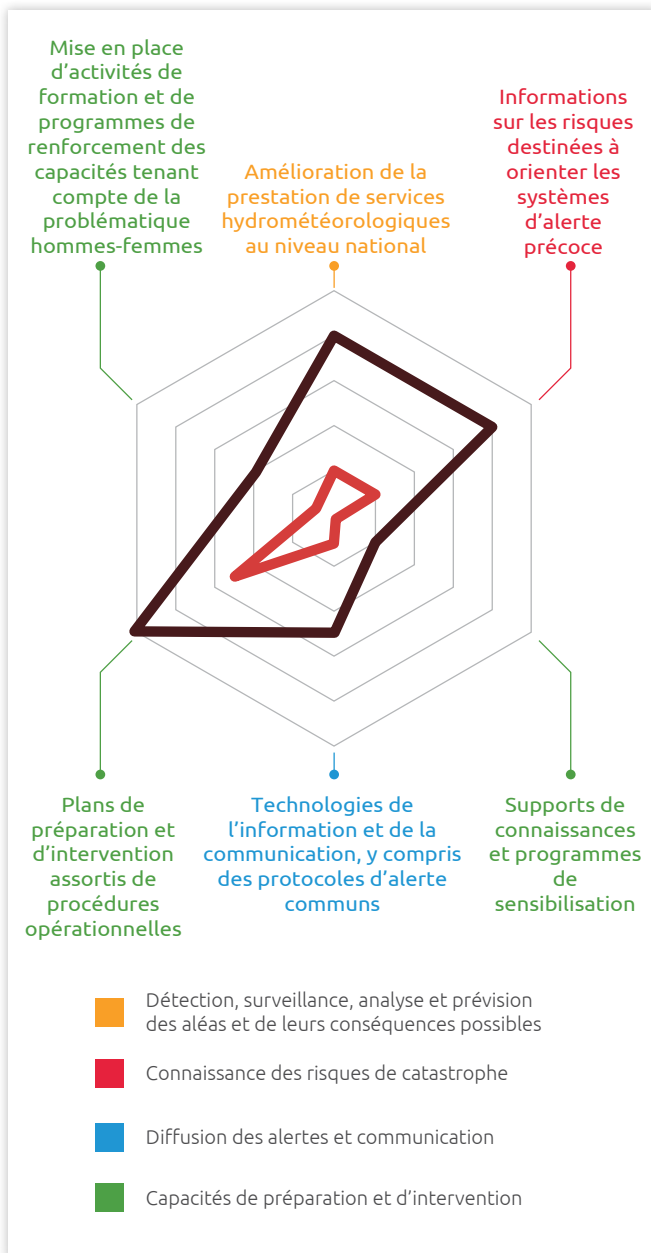 Mise en place
d’activités de
formation et de
programmes de
renforcement des
capacités tenant
compte de la
problématique
hommes-femmes
Amélioration de la
prestation de services
hydrométéorologiques
au niveau national
Informations
sur les risques
destinées à
orienter les
systèmes
d’alerte
précoce
Plans de
préparation et
d’intervention
assortis de
procédures
opérationnelles
Technologies de
l’information et de la
communication, y compris
des protocoles d’alerte
communs
Supports de
connaissances
et programmes
de
sensibilisation
Détection, surveillance, analyse et prévision
des aléas et de leurs conséquences possibles
Connaissance des risques de catastrophe
Diffusion des alertes et communication
Capacités de préparation et d’intervention